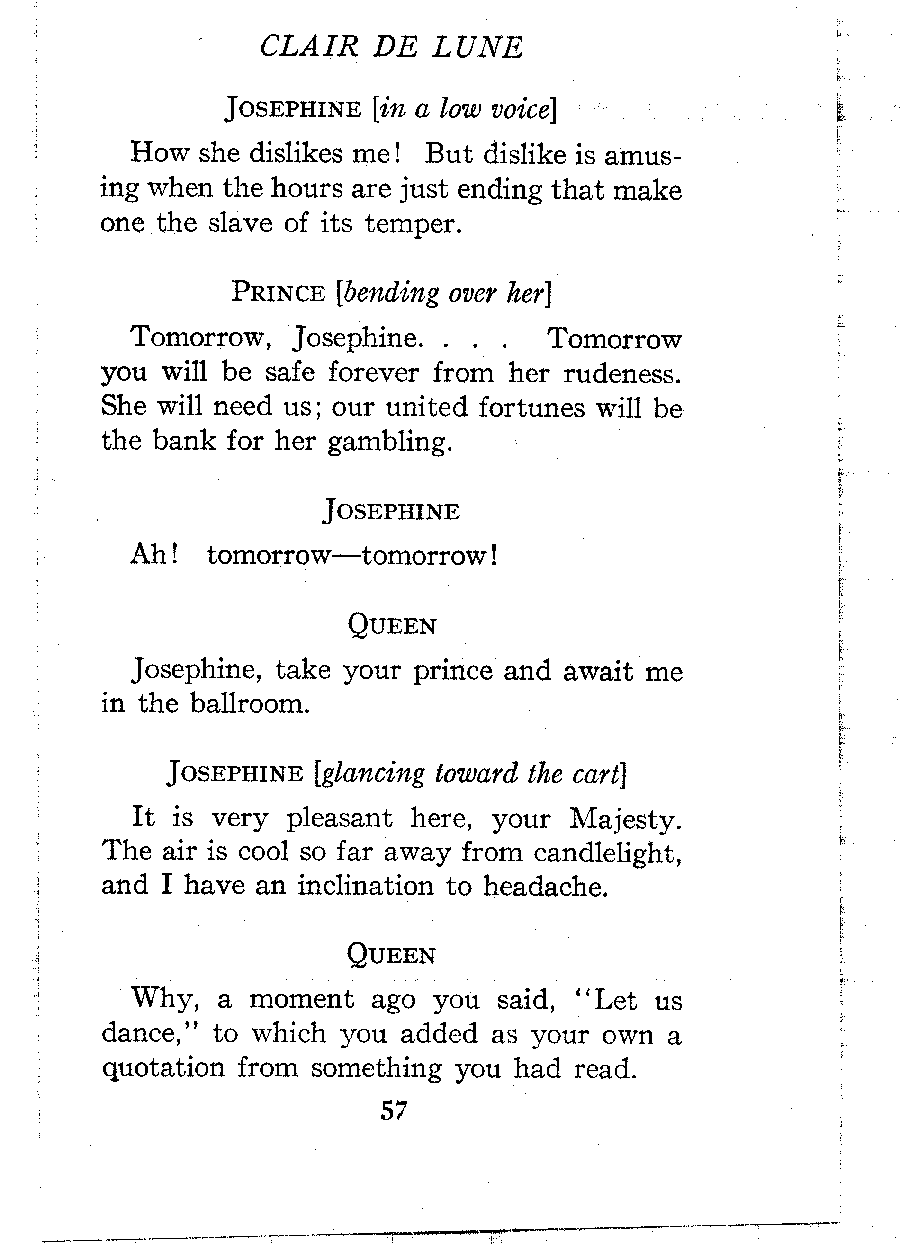 CLAIR DE LUNE
JOSEPHINE [in a low voice]
How she dislikes me! But dislike is amus-
ing when the hours are just ending that make
one the slave of its temper.
PRINCE [bending over her]
Tomorrow, Josephine. . . . Tomorrow
you will be safe forever from her rudeness.
She will need us; our united fortunes will be
the bank for her gambling.
JOSEPHINE
Ah! tomorrow—tomorrow!
QUEEN
Josephine, take your prince and await me
in the ballroom.
JOSEPHINE [glancing toward the cart]
It is very pleasant here, your Majesty.
The air is cool so far away from candlelight,
and I have an inclination to headache.
QUEEN
Why, a moment ago you said, “Let us
dance,” to which you added as your own a
quotation from something you had read.
57